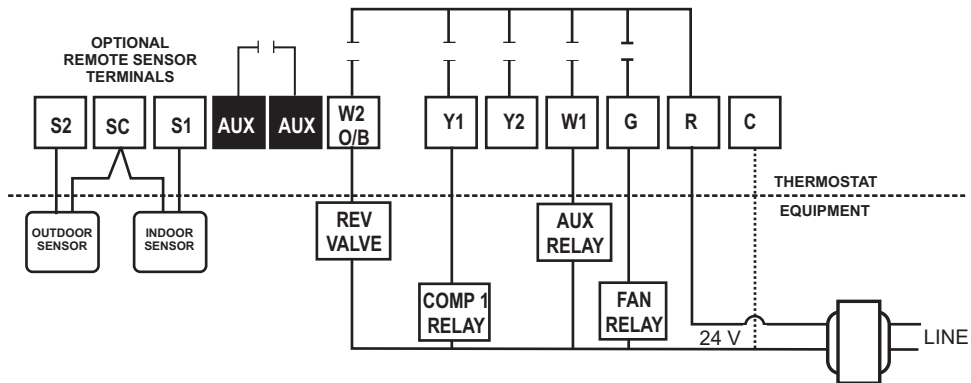 OPTIONAL
REMOTE SENSOR
TERMINALS
S2
SC
S1
AUX
AUX
W2
O/B
Y1
Y2
W1
G
R
C
THERMOSTAT
EQUIPMENT
OUTDOOR
SENSOR
INDOOR
SENSOR
REV
VALVE
AUX
RELAY
COMP 1
RELAY
FAN
RELAY
24 V
LINE